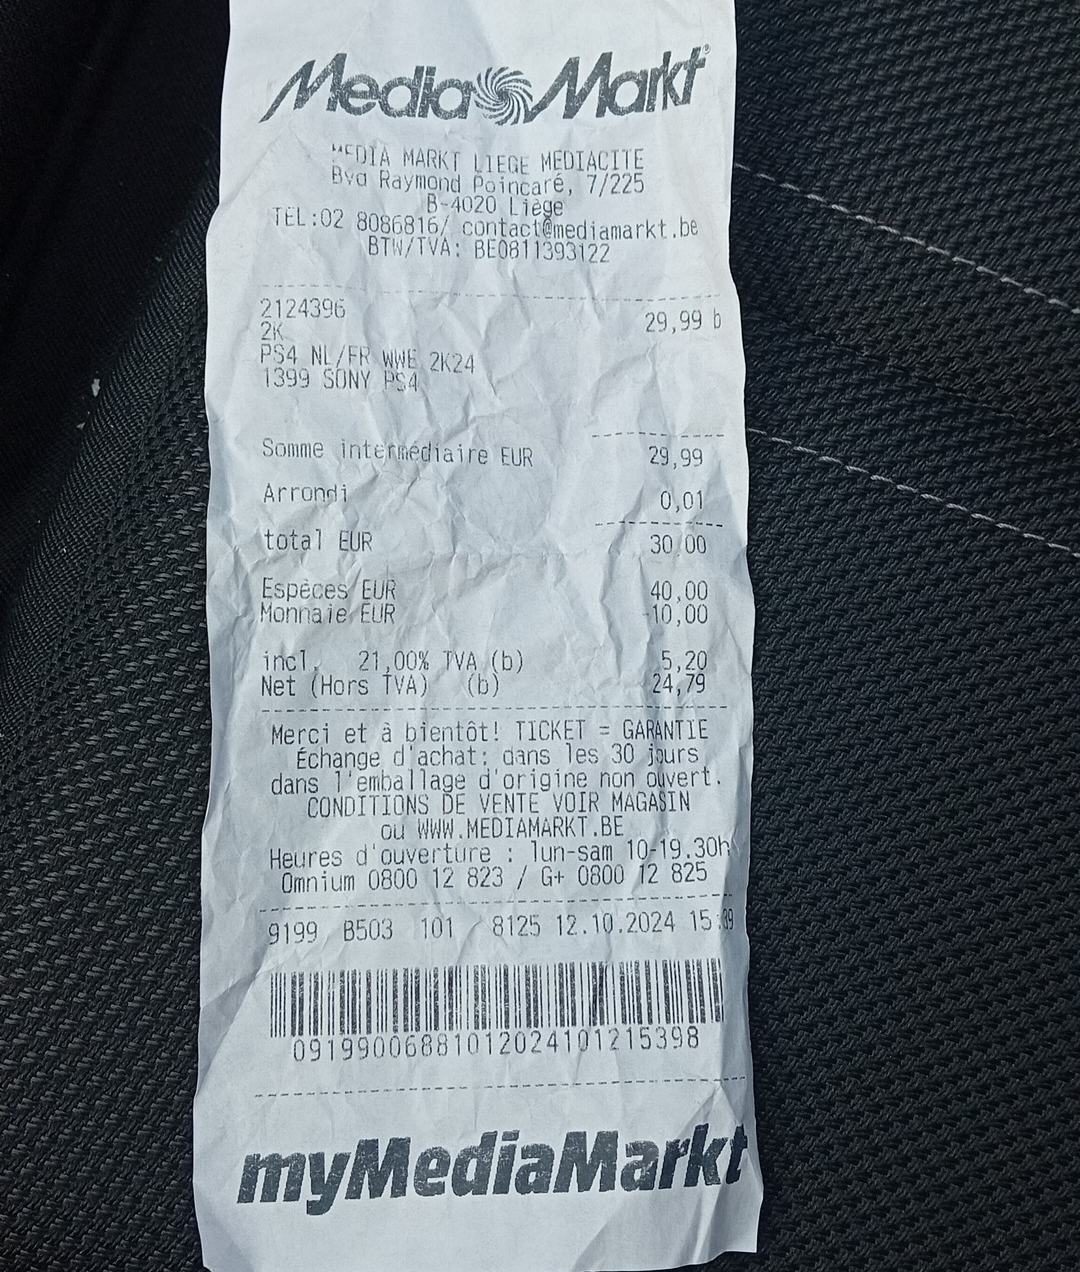 Media Markt
MEDIA MARKT LIEGE MEDIACITE
Bvd Raymond Poincaré, 7/225
B-4020 Liège
TEL:02 8086816/ contact@mediamarkt.be
BTW/TVA: BE0811393122
2124396
2K 29,99 b
PS4 NL/FR WWE 2K24
1399 SONY PS4
Somme intermédiaire EUR 29,99
Arrondi 0,01
total EUR 30,00
Espèces EUR 40,00
Monnaie EUR -10,00
incl. 21,00% TVA (b) 5,20
Net (Hors TVA) (b) 24,79
Merci et à bientôt! TICKET = GARANTIE
Échange d'achat: dans les 30 jours
dans l'emballage d'origine non ouvert.
CONDITIONS DE VENTE VOIR MAGASIN
ou WWW.MEDIAMARKT.BE
Heures d'ouverture : lun-sam 10-19.30h
Omnium 0800 12 823 / G+ 0800 12 825
9199 B503 101 8125 12.10.2024 15:39
09199006881012024101215398
myMediaMarkt